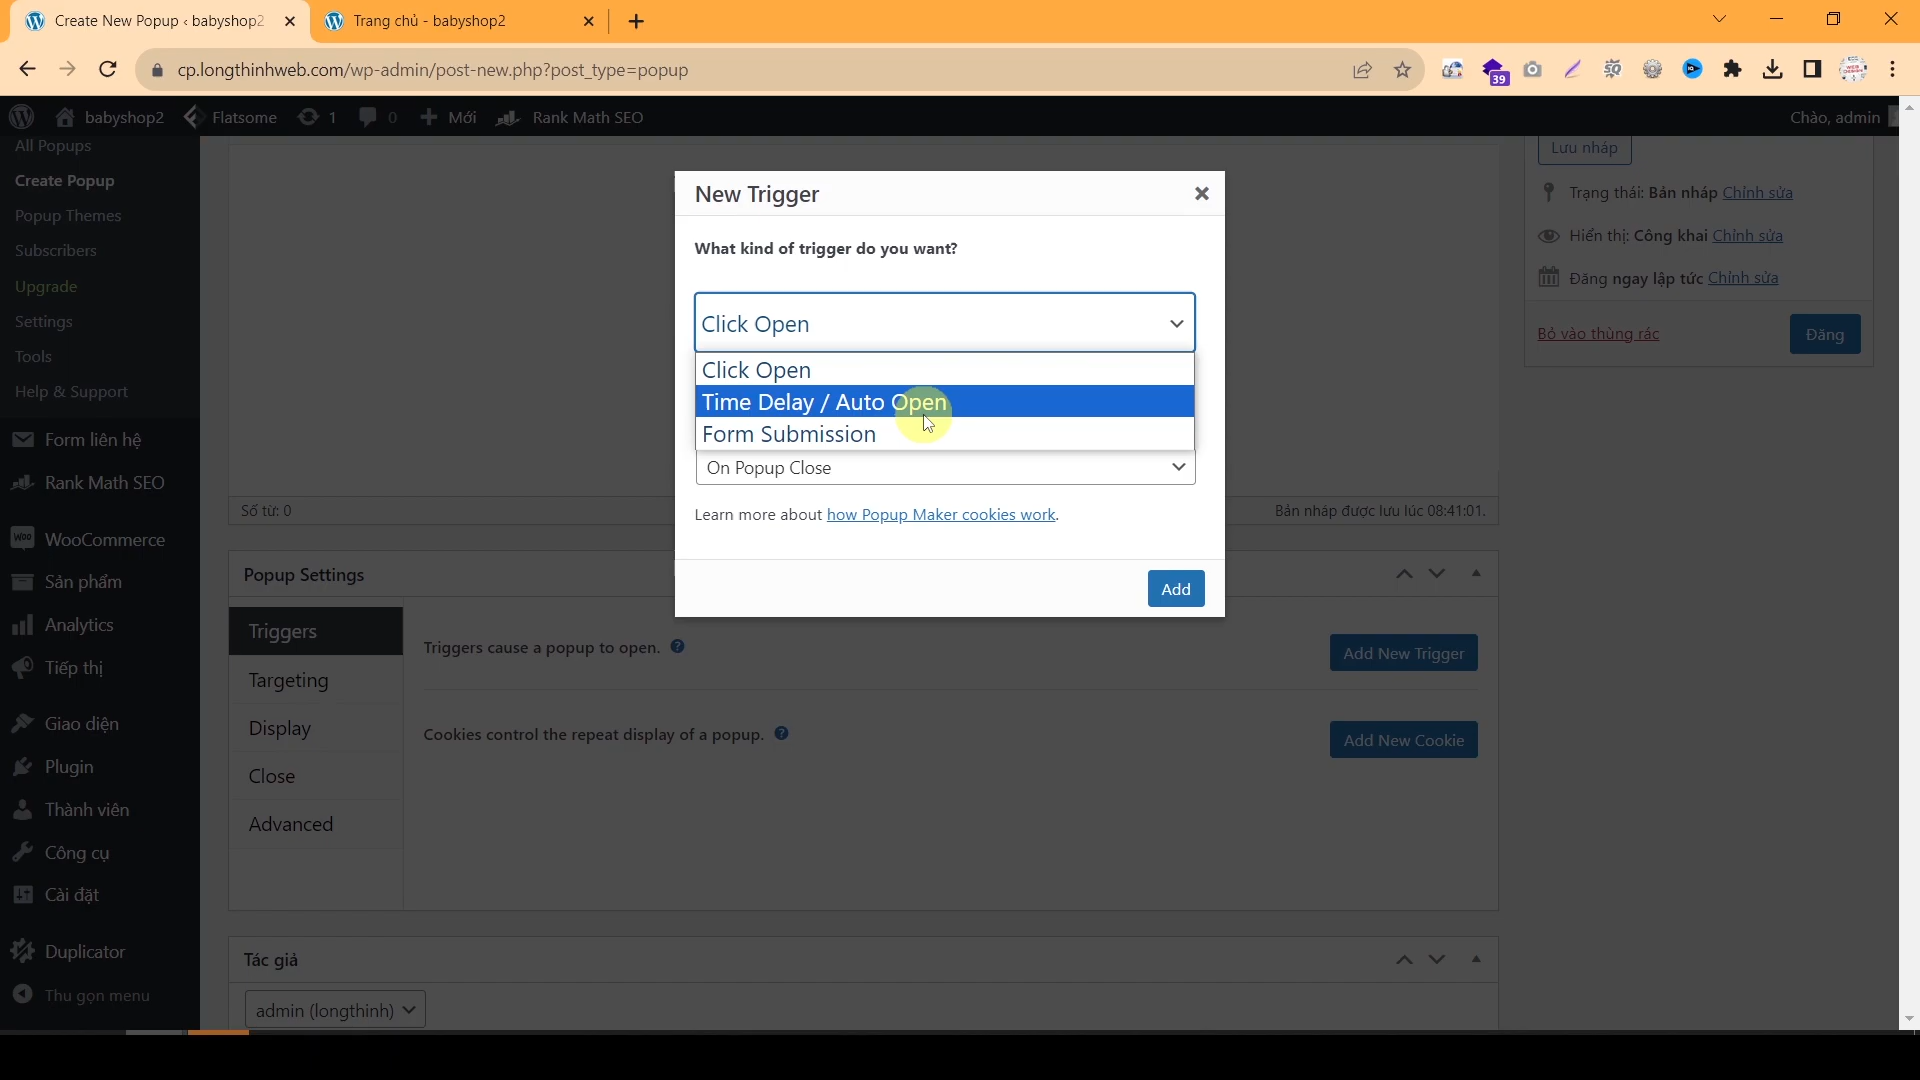 Create New Popup ‹ babyshop2
Trang chủ - babyshop2
cp.longthinhweb.com/wp-admin/post-new.php?post_type=popup
39
babyshop2
Flatsome
1
0
Mới
Rank Math SEO
Chào, admin
All Popups
Create Popup
Popup Themes
Subscribers
Upgrade
Settings
Tools
Help & Support
Form liên hệ
Rank Math SEO
WooCommerce
Sản phẩm
Analytics
Tiếp thị
Giao diện
Plugin
Thành viên
Công cụ
Cài đặt
Duplicator
Thu gọn menu
New Trigger
What kind of trigger do you want?
Click Open
Click Open
Time Delay / Auto Open
Form Submission
On Popup Close
Learn more about how Popup Maker cookies work.
Add
Số từ: 0
Bản nháp được lưu lúc 08:41:01.
Popup Settings
Triggers
Targeting
Display
Close
Advanced
Triggers cause a popup to open.
Add New Trigger
Cookies control the repeat display of a popup.
Add New Cookie
Tác giả
admin (longthinh)
Lưu nháp
Trạng thái: Bản nháp Chỉnh sửa
Hiển thị: Công khai Chỉnh sửa
Đăng ngay lập tức Chỉnh sửa
Bỏ vào thùng rác
Đăng